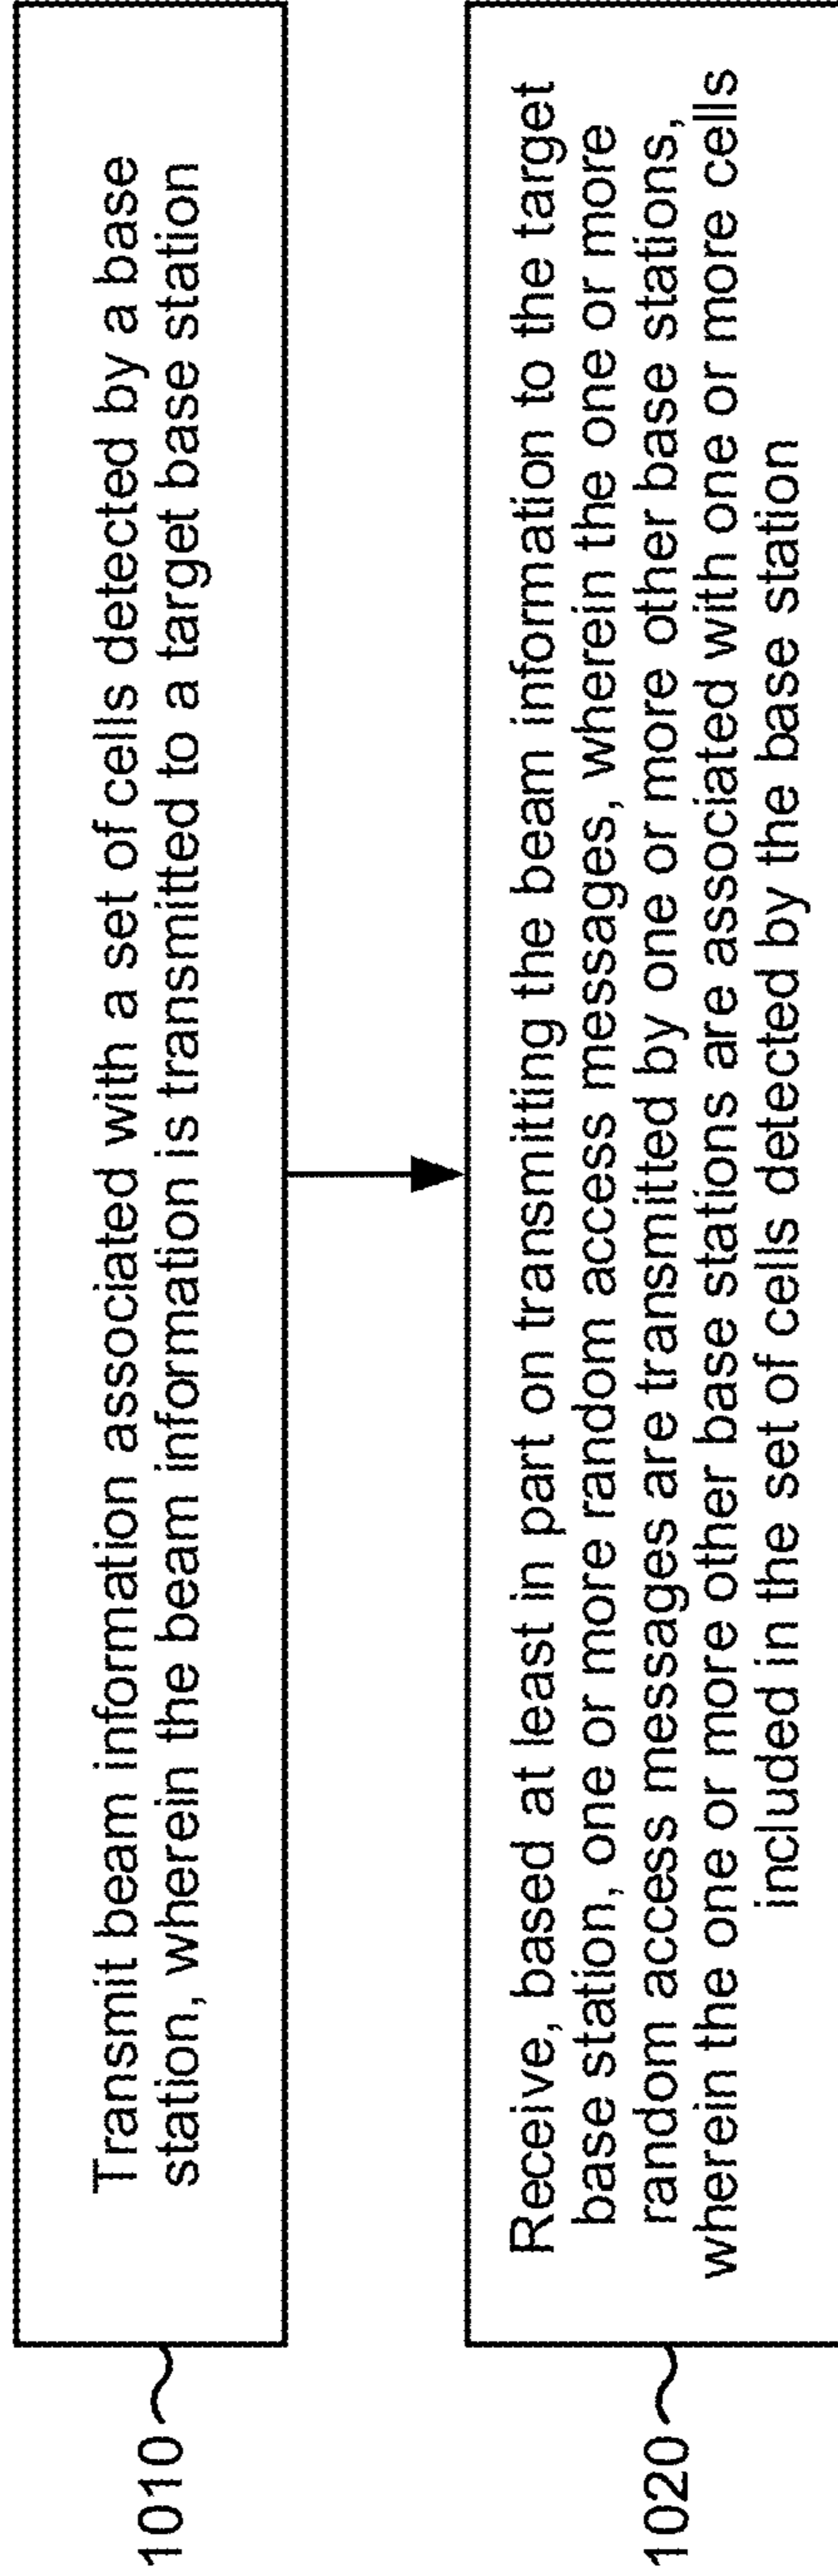 1010
Transmit beam information associated with a set of cells detected by a base
station, wherein the beam information is transmitted to a target base station
1020
Receive, based at least in part on transmitting the beam information to the target
base station, one or more random access messages, wherein the one or more
random access messages are transmitted by one or more other base stations,
wherein the one or more other base stations are associated with one or more cells
included in the set of cells detected by the base station